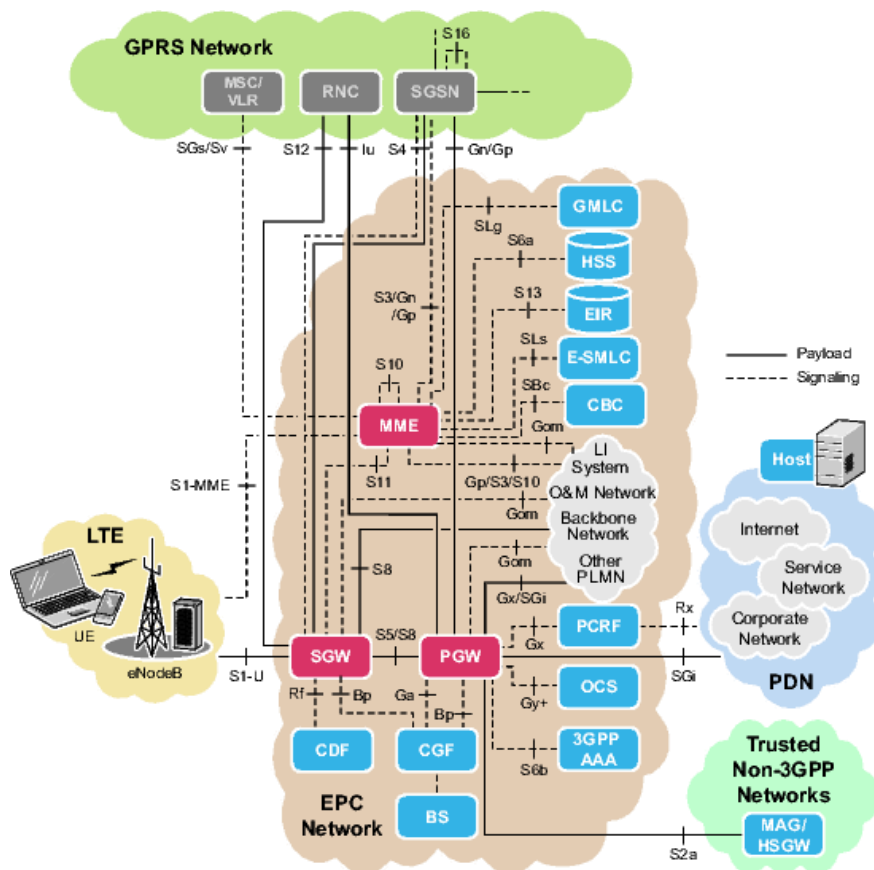 S16
GPRS Network
MSC/
VLR
RNC
SGSN
SGs/Sv
S12
Iu
S4
Gn/Gp
GMLC
SLg
S6a
HSS
S3/Gn
/Gp
S13
EIR
SLs
E-SMLC
Payload
Signaling
S10
SBc
CBC
MME
Gom
LI
System
S11
Gp/S3/S10
O&M Network
Gom
Backbone
Network
Host
S1-MME
Internet
LTE
S8
Gom
Other
PLMN
Service
Network
Gx/SGi
UE
eNodeB
S5/S8
PCRF
Rx
Corporate
Network
SGW
PGW
Gx
S1-U
SGi
PDN
Rf
Bp
Ga
Bp
OCS
Gy+
CDF
CGF
3GPP
AAA
S6b
Trusted
Non-3GPP
Networks
EPC
Network
BS
MAG/
HSGW
S2a